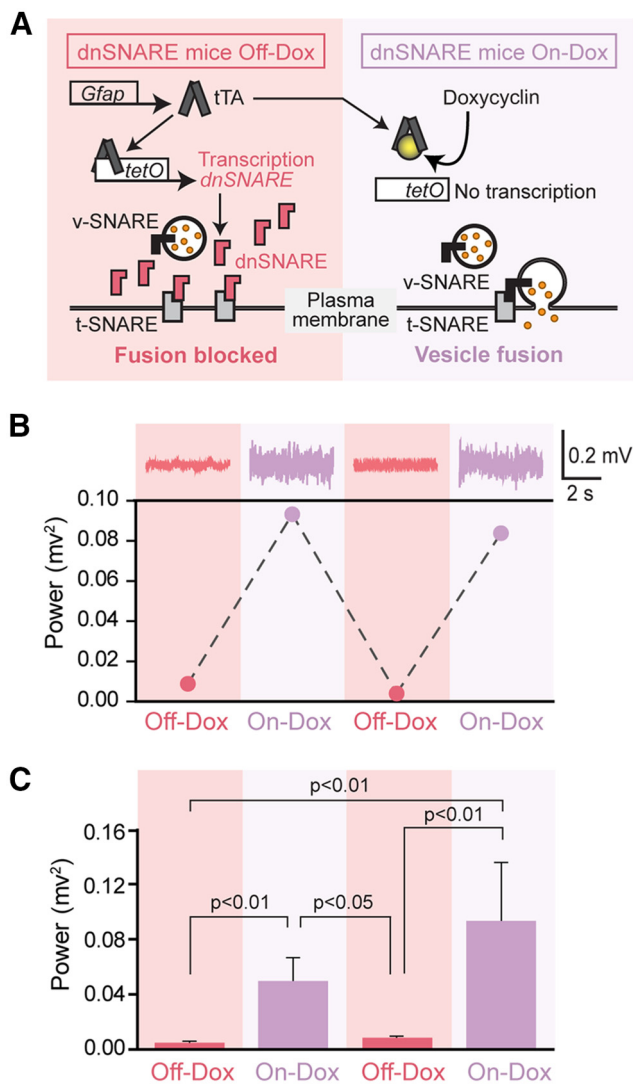 A
dnSNARE mice Off-Dox
dnSNARE mice On-Dox
Gfap
tTA
Doxycyclin
tetO
Transcription
dnSNARE
tetO
No transcription
v-SNARE
dnSNARE
v-SNARE
t-SNARE
Plasma
membrane
t-SNARE
Fusion blocked
Vesicle fusion
B
0.2 mV
2 s
Power (mv²)
0.10
0.08
0.06
0.04
0.02
0.00
Off-Dox
On-Dox
Off-Dox
On-Dox
C
Power (mv²)
p<0.01
p<0.01
p<0.01
p<0.05
0.16
0.12
0.08
0.04
0.00
Off-Dox
On-Dox
Off-Dox
On-Dox